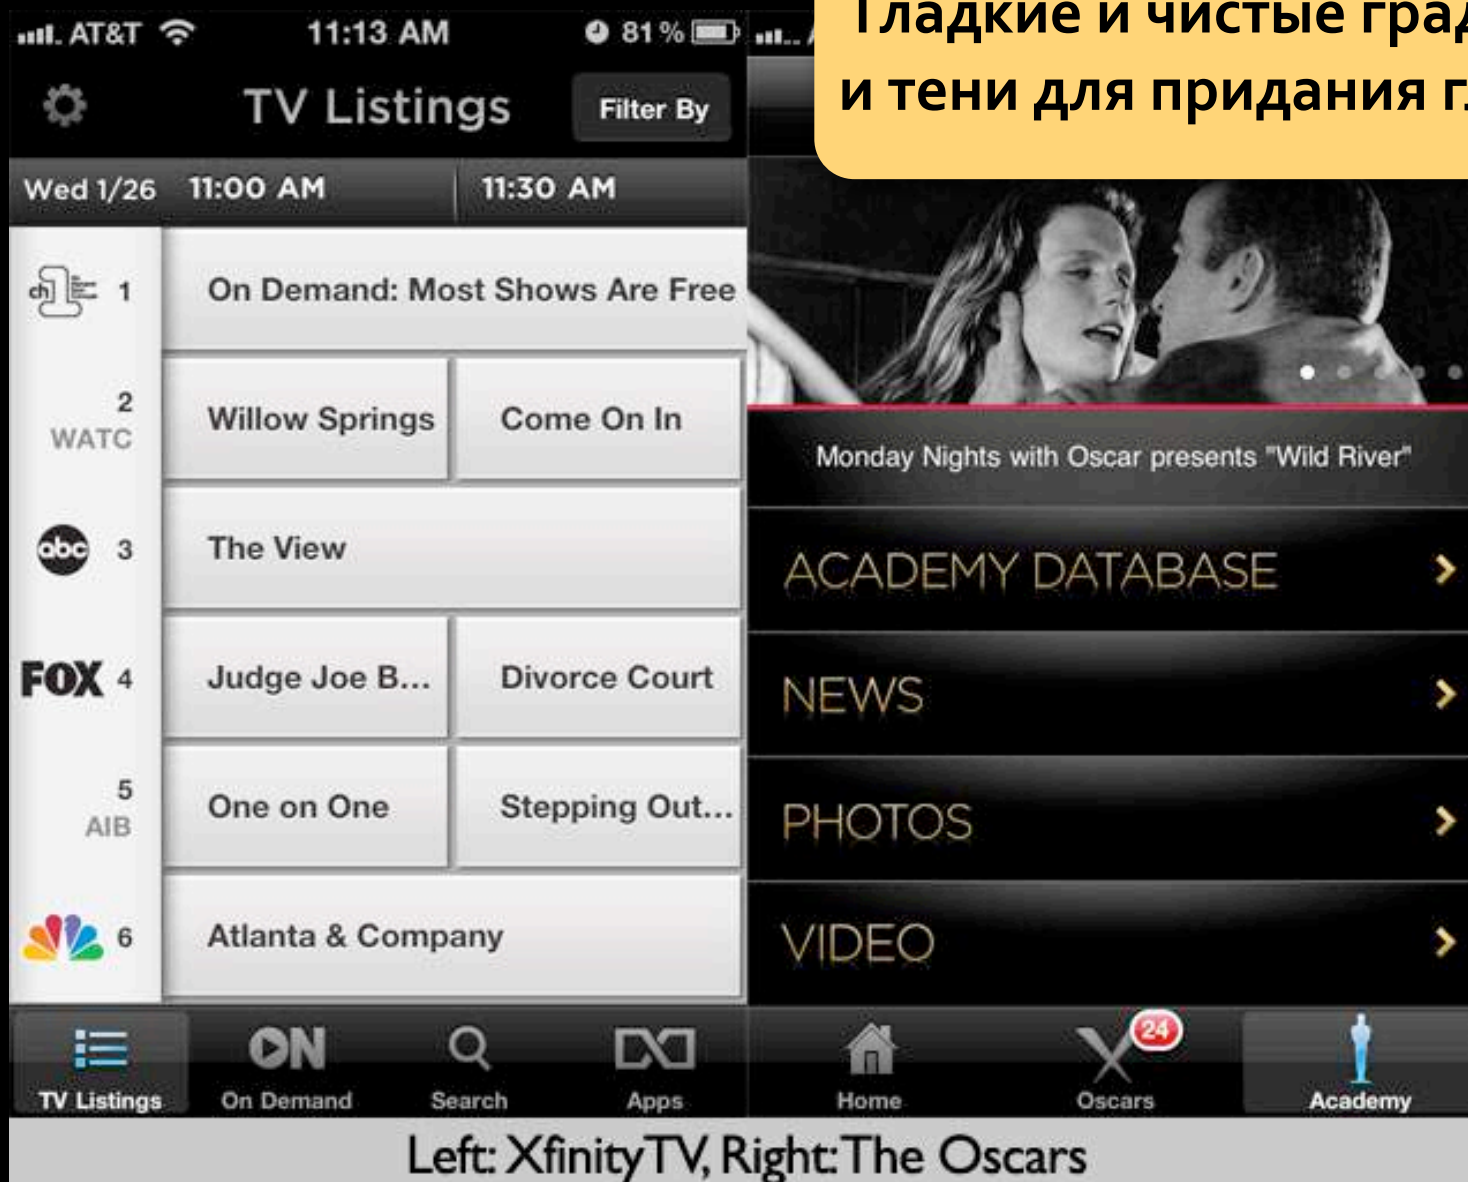 Гладкие и чистые
и тени для придания
AT&T 11:13 AM 81%
TV Listings Filter By
Wed 1/26 11:00 AM 11:30 AM
ch 1 On Demand: Most Shows Are Free
2 WATC Willow Springs Come On In
abc 3 The View
FOX 4 Judge Joe B... Divorce Court
5 AIB One on One Stepping Out...
6 Atlanta & Company
ON
TV Listings On Demand Search Apps
Monday Nights with Oscar presents "Wild River"
ACADEMY DATABASE
NEWS
PHOTOS
VIDEO
24
Home Oscars Academy
Left: XfinityTV, Right: The Oscars